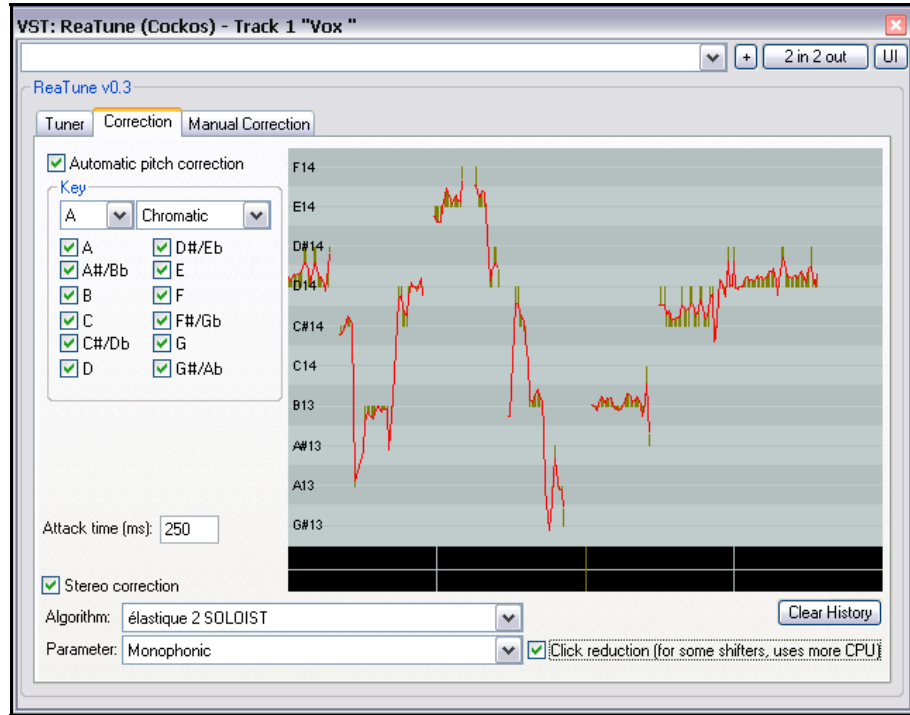 VST: ReaTune (Cockos) - Track 1 "Vox "
+ 2 in 2 out UI
ReaTune v0.3
Tuner Correction Manual Correction
Automatic pitch correction
Key
A Chromatic
A D#/Eb
A#/Bb E
B F
C F#/Gb
C#/Db G
D G#/Ab
F14
E14
D#14
D14
C#14
C14
B13
A#13
A13
G#13
Attack time (ms): 250
Stereo correction
Algorithm: élastique 2 SOLOIST
Clear History
Parameter: Monophonic
Click reduction (for some shifters, uses more CPU)